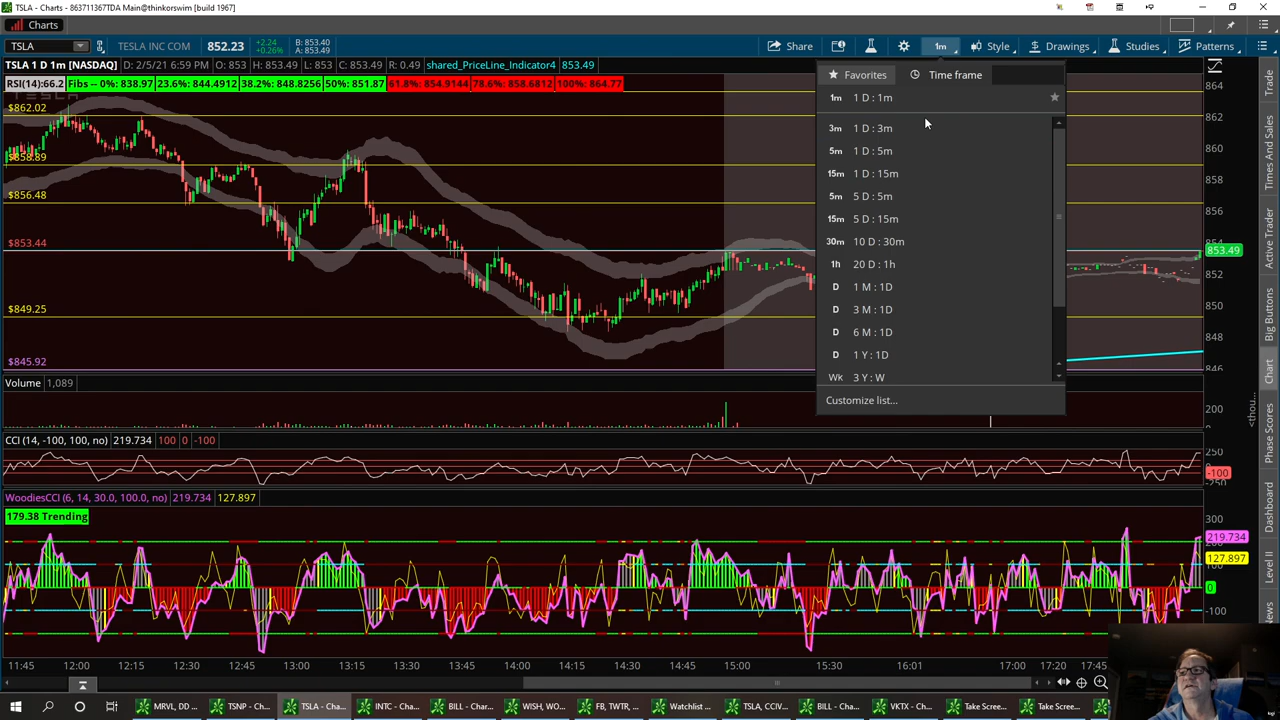 TSLA - Charts - 863711367TDA Main@thinkorswim [build 1967]
Charts
TSLA TESLA INC COM 852.23 +2.24 +0.26% B: 853.40 A: 853.49 Share 1m Style Drawings Studies Patterns
TSLA 1 D 1m [NASDAQ] D: 2/5/21 6:59 PM O: 853 H: 853.49 L: 853 C: 853.49 R: 0.49 shared_PriceLine_Indicator4 853.49
RSI(14):66.2 Fibs -- 0%: 838.97 23.6%: 844.4912 38.2%: 848.8256 50%: 851.87 61.8%: 854.9144 78.6%: 858.6812 100%: 864.77
$862.02
$858.89
$856.48
$853.44
$849.25
$845.92
864
862
860
858
856
854
853.49
852
850
848
846
Favorites Time frame
1m 1 D : 1m
3m 1 D : 3m
5m 1 D : 5m
15m 1 D : 15m
5m 5 D : 5m
15m 5 D : 15m
30m 10 D : 30m
1h 20 D : 1h
D 1 M : 1D
D 3 M : 1D
D 6 M : 1D
D 1 Y : 1D
Wk 3 Y : W
Customize list...
Volume 1,089
200
0
<thou...
CCI (14, -100, 100, no) 219.734 100 0 -100
250
-100
-250
WoodiesCCI (6, 14, 30.0, 100.0, no) 219.734 127.897
179.38 Trending
300
219.734
127.897
100
0
-100
11:45 12:00 12:15 12:30 12:45 13:00 13:15 13:30 13:45 14:00 14:15 14:30 14:45 15:00 15:30 16:01 17:00 17:20 17:45
Trade
Times And Sales
Active Trader
Big Buttons
Chart
Phase Scores
Dashboard
Level II
News
MRVL, DD ... TSNP - Ch... TSLA - Cha... INTC - Cha... BILL - Char... WISH, WO... FB, TWTR, ... Watchlist ... TSLA, CCIV... BILL - Cha... VKTX - Cha... Take Scree... Take Scree...